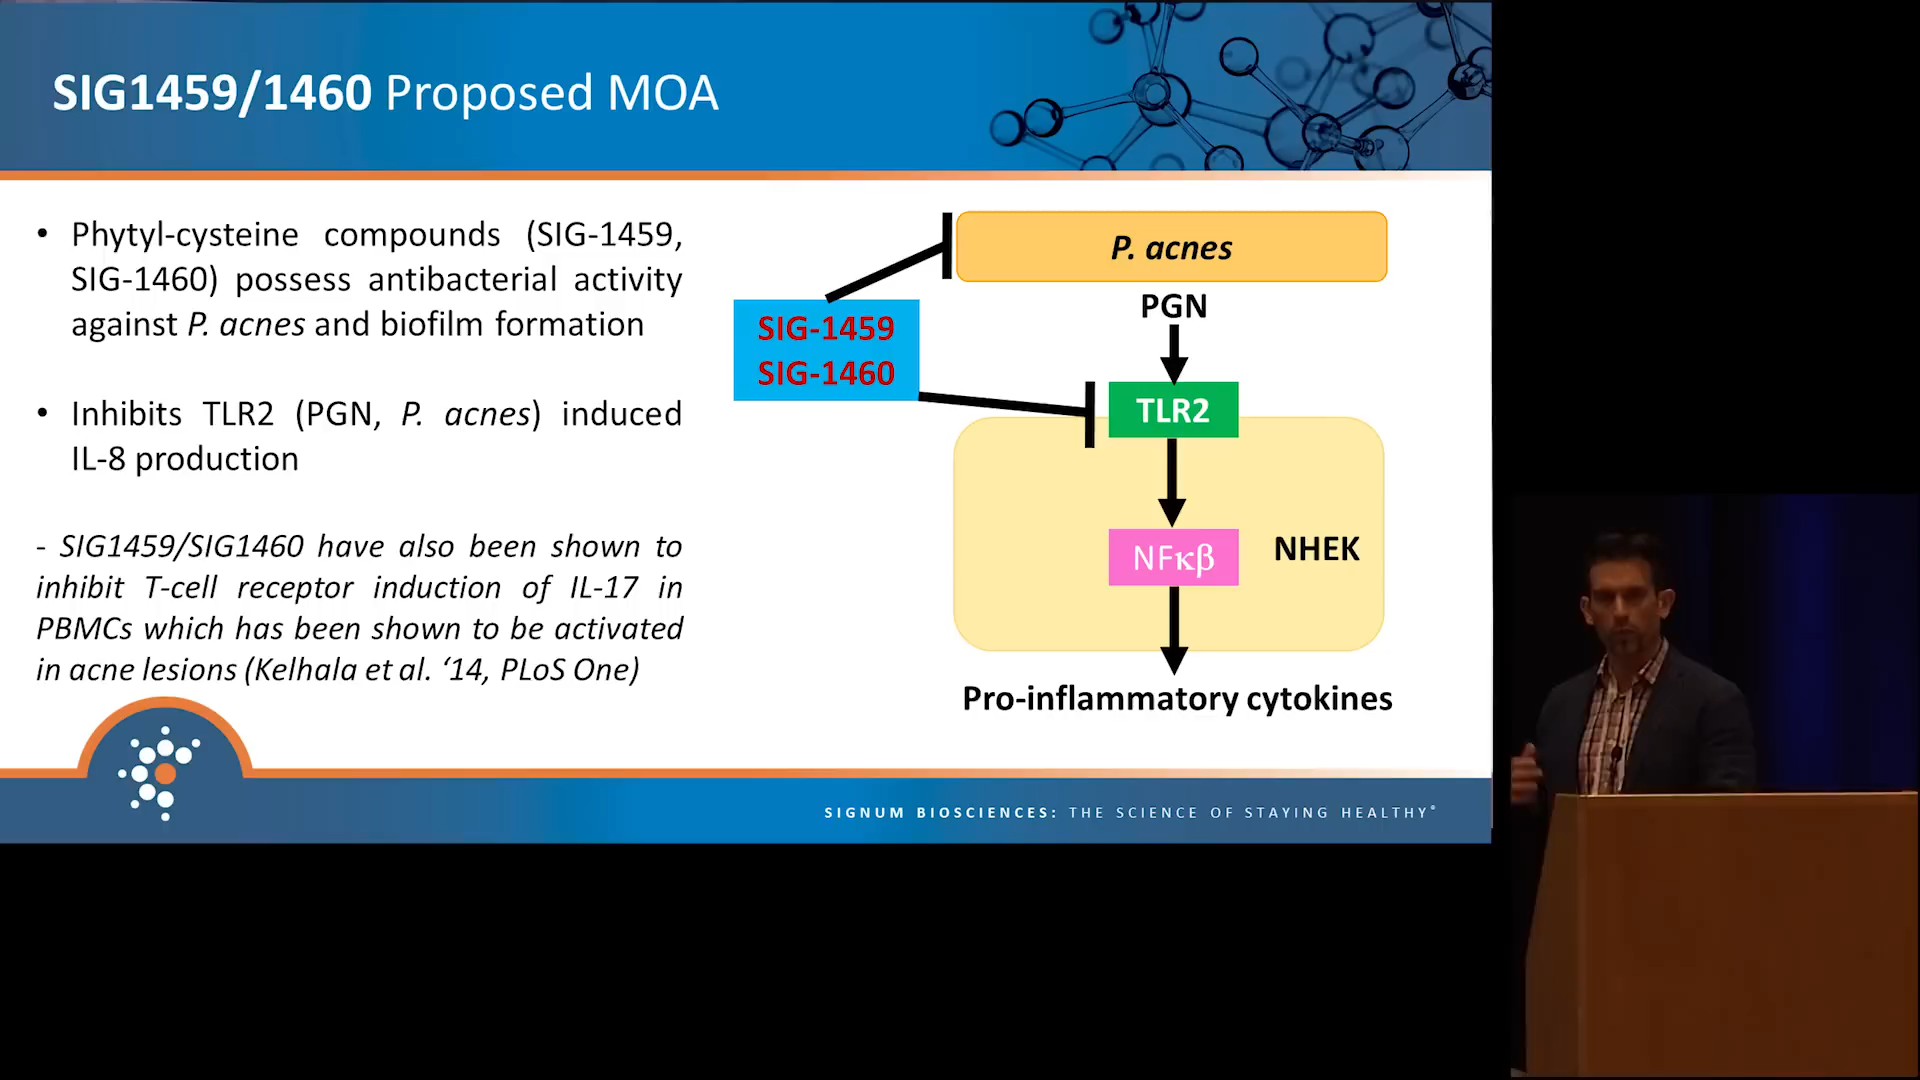 SIG1459/1460 Proposed MOA
• Phytyl-cysteine compounds (SIG-1459,
SIG-1460) possess antibacterial activity
against P. acnes and biofilm formation
• Inhibits TLR2 (PGN, P. acnes) induced
IL-8 production
- SIG1459/SIG1460 have also been shown to
inhibit T-cell receptor induction of IL-17 in
PBMCs which has been shown to be activated
in acne lesions (Kelhala et al. ‘14, PLoS One)
P. acnes
PGN
SIG-1459
SIG-1460
TLR2
NFκβ
NHEK
Pro-inflammatory cytokines
SIGNUM BIOSCIENCES: THE SCIENCE OF STAYING HEALTHY®